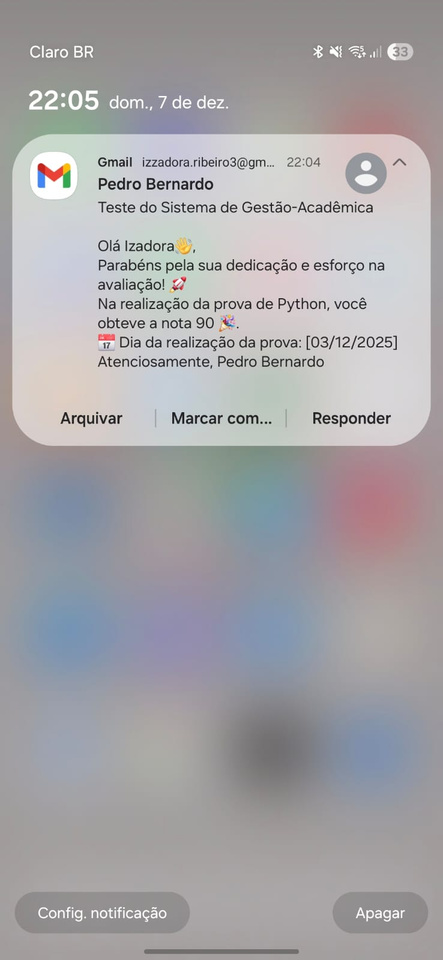 Claro BR
33
22:05 dom., 7 de dez.
Gmail izzadora.ribeiro3@gm... 22:04
Pedro Bernardo
Teste do Sistema de Gestão-Acadêmica
Olá Izadora👋,
Parabéns pela sua dedicação e esforço na
avaliação! 🚀
Na realização da prova de Python, você
obteve a nota 90 🎉.
📅 Dia da realização da prova: [03/12/2025]
Atenciosamente, Pedro Bernardo
Arquivar
Marcar com...
Responder
Config. notificação
Apagar